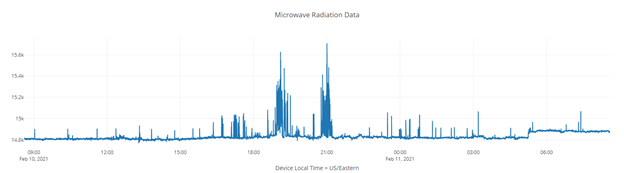 Microwave Radiation Data
15.6k
15.4k
15.2k
15k
14.8k
09:00 12:00 15:00 18:00 21:00 00:00 03:00 06:00
Feb 10, 2021 Feb 11, 2021
Device Local Time = US/Eastern